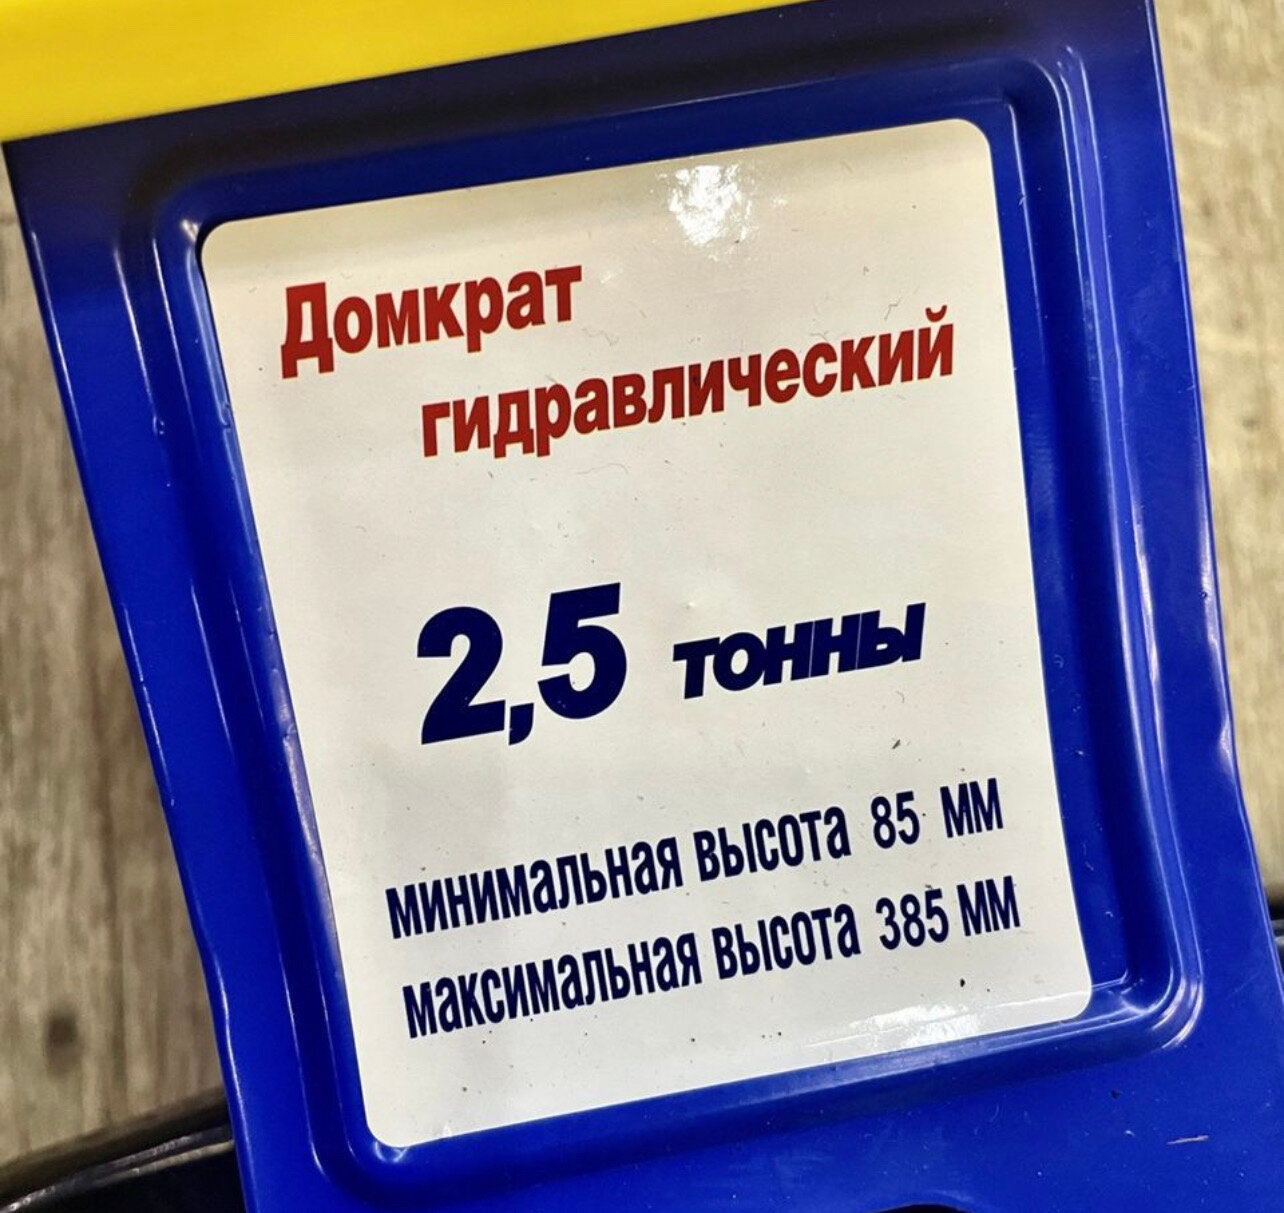 Домкрат
гидравлический
2,5 тонны
минимальная высота 85 мм
максимальная высота 385 мм